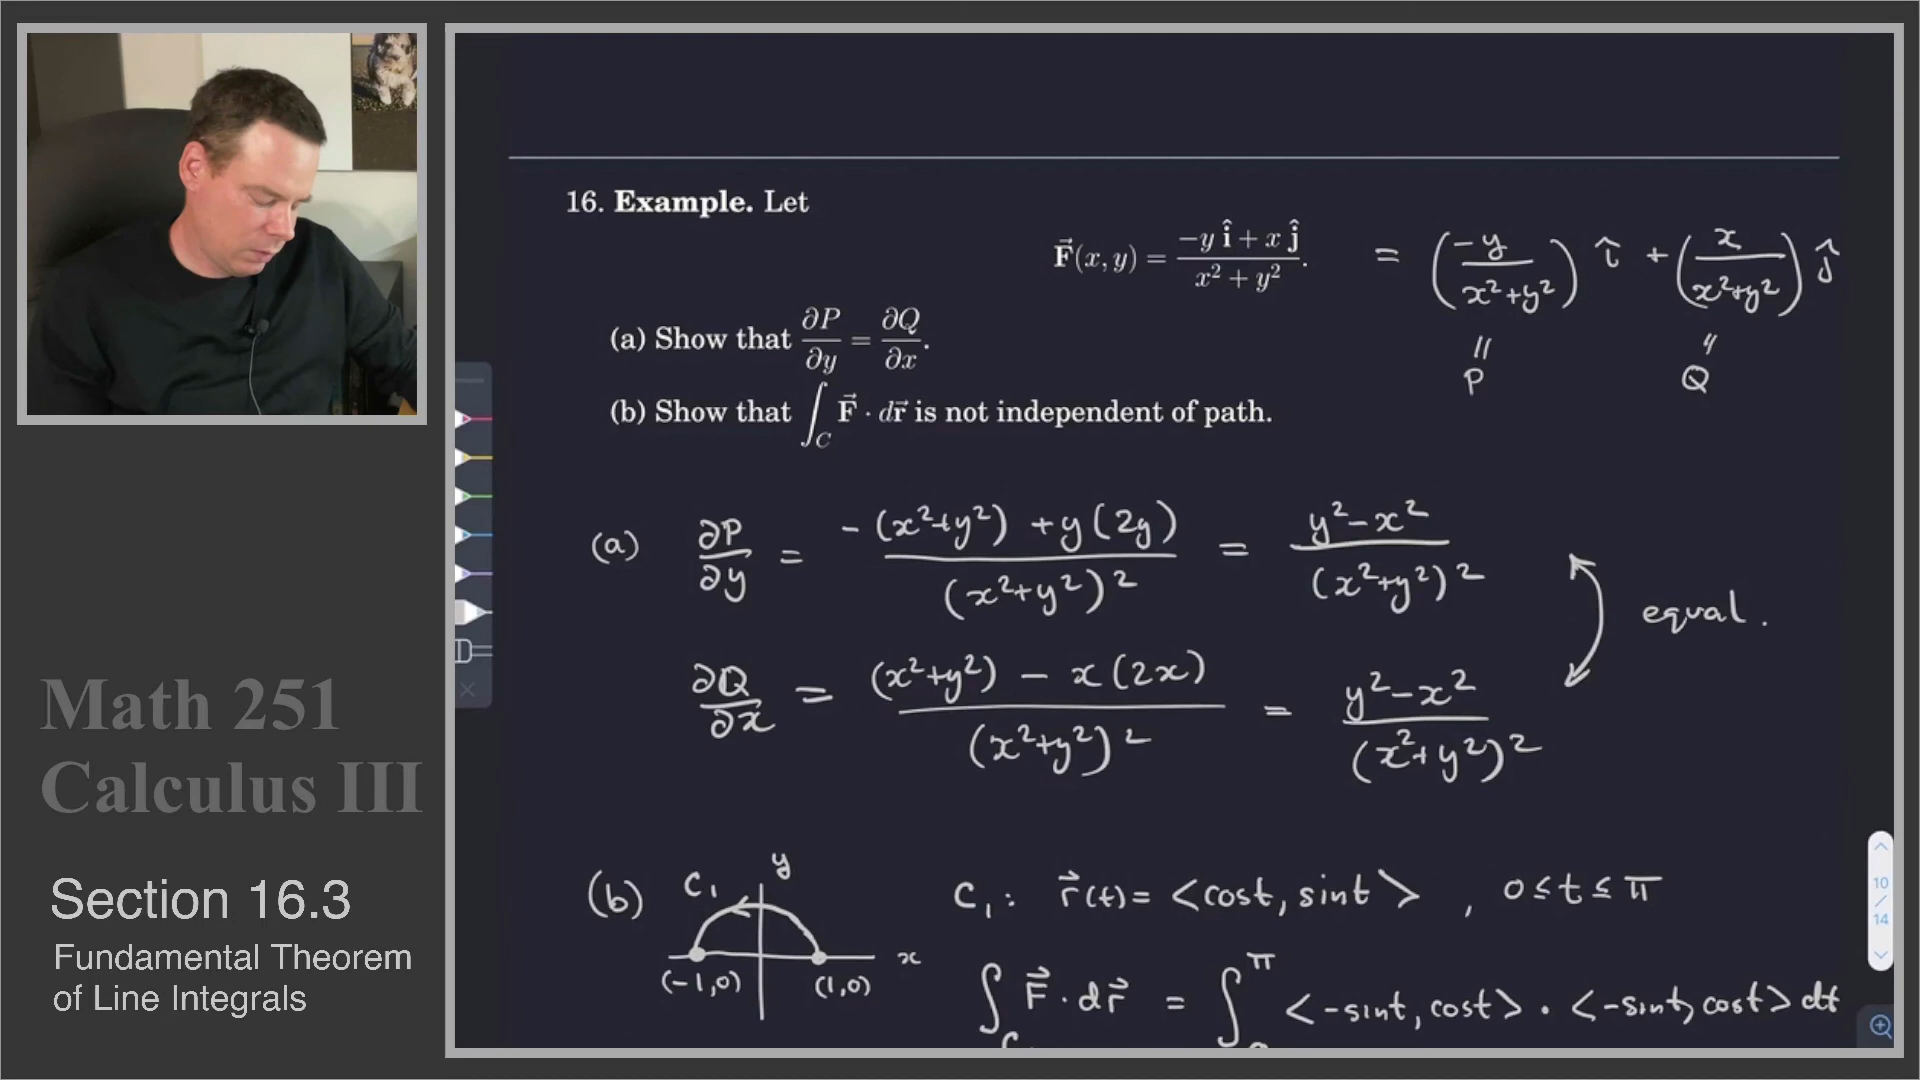 16. Example. Let
F⃗(x, y) = (-y î + x ĵ)/(x² + y²). = (-y/(x²+y²)) î + (x/(x²+y²)) ĵ
(a) Show that ∂P/∂y = ∂Q/∂x.
= P
= Q
(b) Show that ∫_C F⃗ · dr⃗ is not independent of path.
(a) ∂P/∂y = (-(x²+y²) + y(2y))/(x²+y²)² = (y²-x²)/(x²+y²)²
equal.
∂Q/∂x = ((x²+y²) - x(2x))/(x²+y²)² = (y²-x²)/(x²+y²)²
(b) C₁ y
x
(-1,0) (1,0)
C₁: r⃗(t) = <cost, sint>, 0≤t≤π
∫ F⃗·dr⃗ = ∫ π <-sint, cost> · <-sint, cost> dt
10
/
14
Math 251
Calculus III
Section 16.3
Fundamental Theorem
of Line Integrals